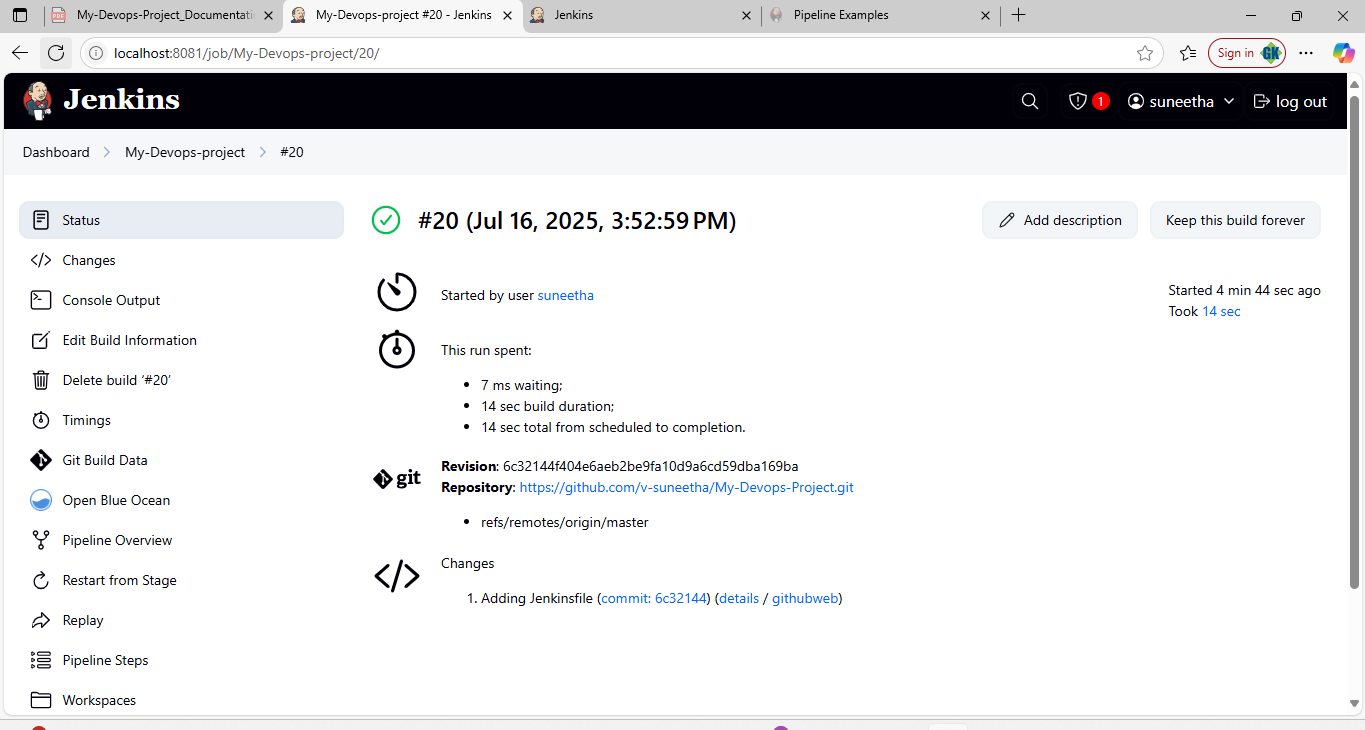 My-Devops-Project_Documentati
My-Devops-project #20 - Jenkins
Jenkins
Pipeline Examples
localhost:8081/job/My-Devops-project/20/
Sign in
GK
Jenkins
1
suneetha
log out
Dashboard
My-Devops-project
#20
Status
#20 (Jul 16, 2025, 3:52:59 PM)
Add description
Keep this build forever
Changes
Console Output
Edit Build Information
Delete build ‘#20’
Timings
Git Build Data
Open Blue Ocean
Pipeline Overview
Restart from Stage
Replay
Pipeline Steps
Workspaces
Started by user suneetha
Started 4 min 44 sec ago
Took 14 sec
This run spent:
7 ms waiting;
14 sec build duration;
14 sec total from scheduled to completion.
git
Revision: 6c32144f404e6aeb2be9fa10d9a6cd59dba169ba
Repository: https://github.com/v-suneetha/My-Devops-Project.git
refs/remotes/origin/master
Changes
1. Adding Jenkinsfile (commit: 6c32144) (details / githubweb)